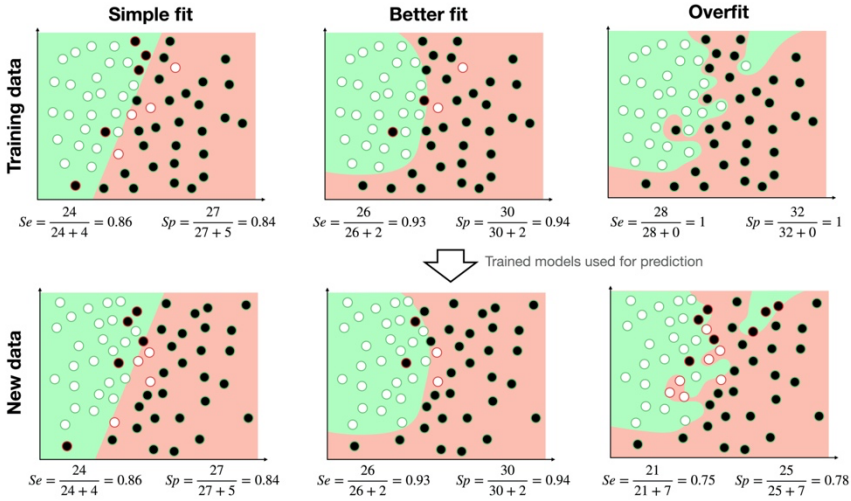 Simple fit
Better fit
Overfit
Training data
Se = 24 / 24 + 4 = 0.86
Sp = 27 / 27 + 5 = 0.84
Se = 26 / 26 + 2 = 0.93
Sp = 30 / 30 + 2 = 0.94
Se = 28 / 28 + 0 = 1
Sp = 32 / 32 + 0 = 1
Trained models used for prediction
New data
Se = 24 / 24 + 4 = 0.86
Sp = 27 / 27 + 5 = 0.84
Se = 26 / 26 + 2 = 0.93
Sp = 30 / 30 + 2 = 0.94
Se = 21 / 21 + 7 = 0.75
Sp = 25 / 25 + 7 = 0.78